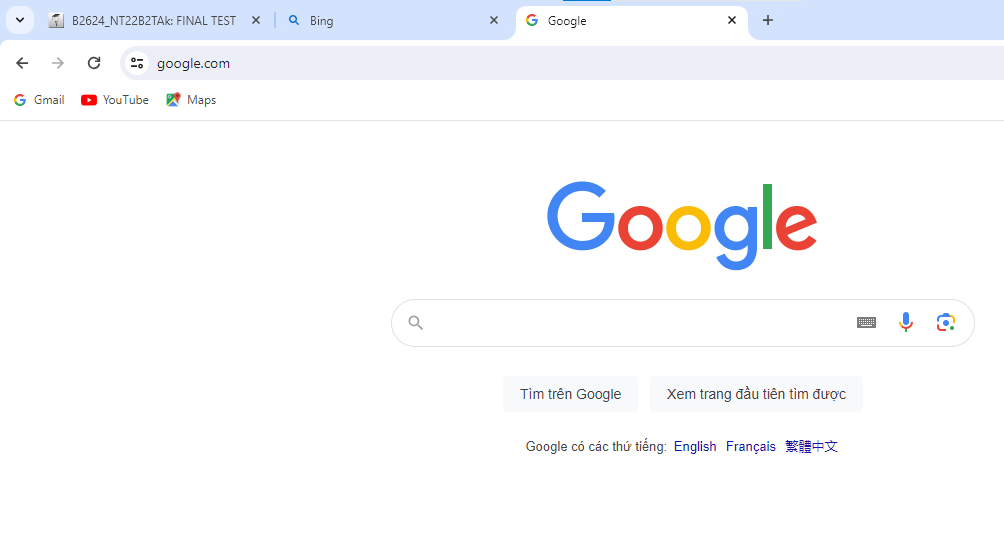 B2624_NT22B2TAk: FINAL TEST Bing Google
google.com
Gmail YouTube Maps
Google
Tìm trên Google Xem trang đầu tiên tìm được
Google có các thứ tiếng: English Français 繁體中文